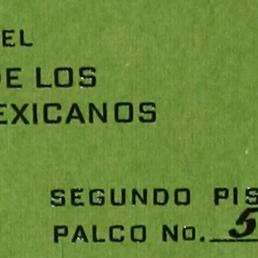 EL
DE LOS
EXICANOS
SEGUNDO PIS
PALCO No. 5